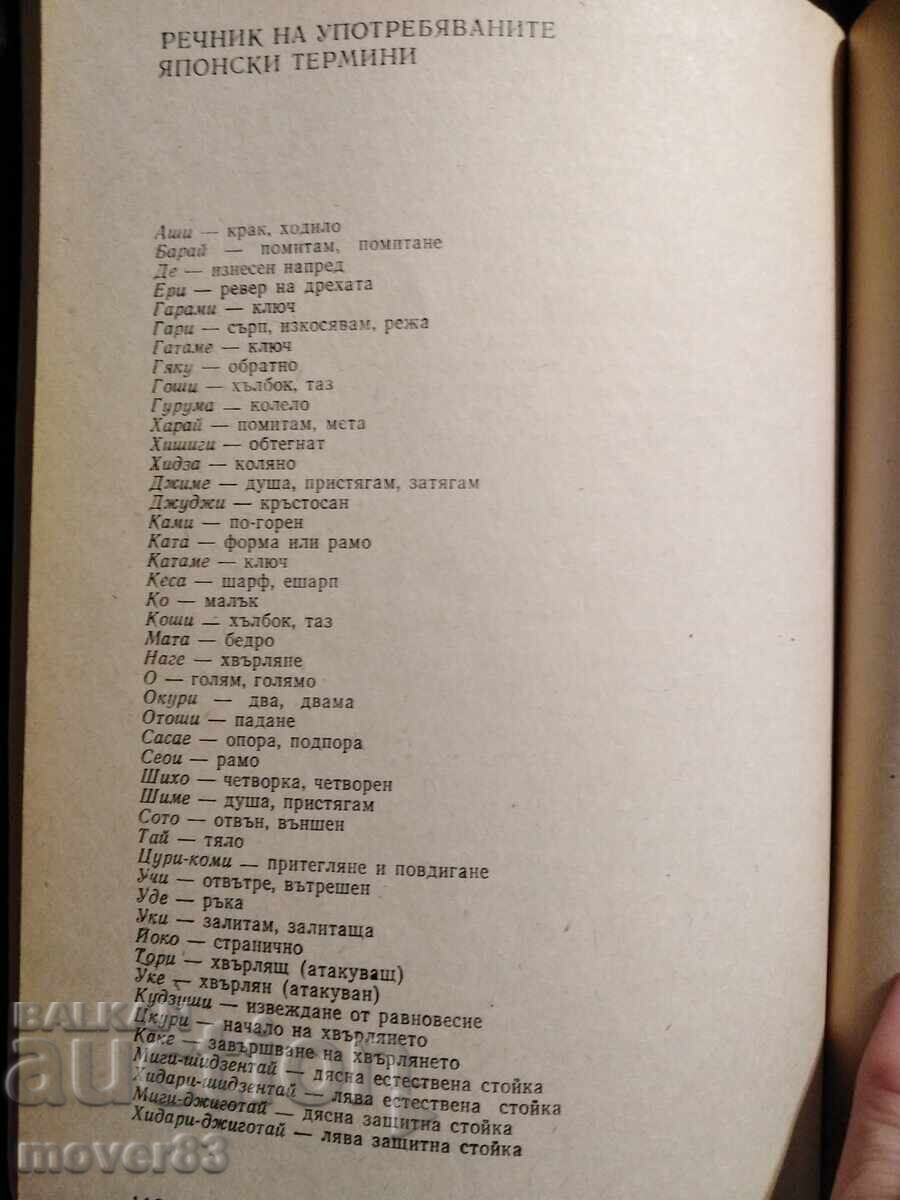 РЕЧНИК НА УПОТРЕБЯВАНИТЕ
ЯПОНСКИ ТЕРМИНИ
Аши — крак, ходило
Барай — помитам, помитане
Де — изнесен напред
Ери — ревер на дрехата
Гарами — ключ
Гари — сърп, изкосявам, режа
Гатаме — ключ
Гяку — обратно
Гоши — хълбок, таз
Гурума — колело
Харай — помитам, мета
Хишиги — обтегнат
Хидза — коляно
Джиме — душа, пристягам, затягам
Джуджи — кръстосан
Ками — по-горен
Ката — форма или рамо
Катаме — ключ
Кеса — шарф, ешарп
Ко — малък
Коши — хълбок, таз
Мата — бедро
Наге — хвърляне
О — голям, голямо
Окури — два, двама
Отоши — падане
Сасае — опора, подпора
Сеои — рамо
Шихо — четворка, четворен
Шиме — душа, пристягам
Сото — отвън, външен
Тай — тяло
Цури-коми — притегляне и повдигане
Учи — отвътре, вътрешен
Уде — ръка
Уки — залитам, залитаща
Йоко — странично
Тори — хвърлящ (атакуващ)
Уке — хвърлян (атакуван)
Кудзуши — извеждане от равновесие
Цкури — начало на хвърлянето
Каке — завършване на хвърлянето
Миги-шидзентай — дясна естествена стойка
Хидари-шидзентай — лява естествена стойка
Миги-джиготай — дясна защитна стойка
Хидари-джиготай — лява защитна стойка
BALKAN
auction
mover83